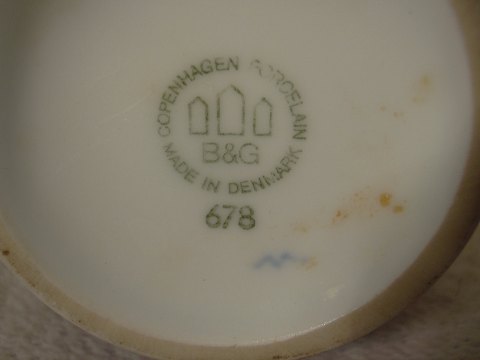 COPENHAGEN PORCELAIN
B&G
MADE IN DENMARK
678